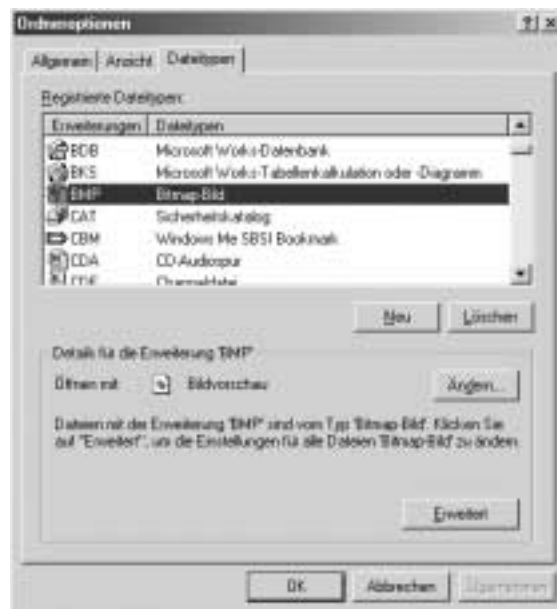 Ordneroptionen
Allgemein Ansicht Dateitypen
Registrierte Dateitypen:
Erweiterungen Dateitypen
BDB Microsoft Works-Datenbank
BKS Microsoft Works-Tabellenkalkulation oder -Diagramm
BMP Bitmap-Bild
CAT Sicherheitskatalog
CBM Windows Me SBSI Bookmark
CDA CD-Audiospur
CDF Channeldatei
Neu Löschen
Details für die Erweiterung 'BMP'
Öffnen mit: Bildvorschau Ändern...
Dateien mit der Erweiterung 'BMP' sind vom Typ 'Bitmap-Bild'. Klicken Sie
auf "Erweitert", um die Einstellungen für alle Dateien 'Bitmap-Bild' zu ändern.
Erweitert
OK Abbrechen Übernehmen